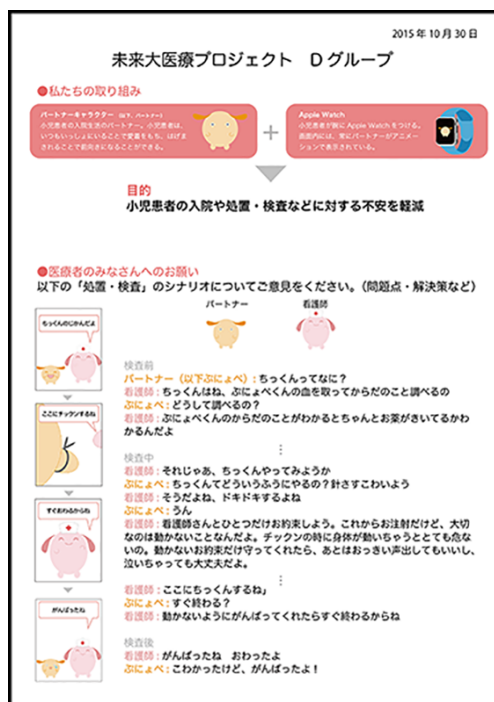 2015年10月30日
未来大医療プロジェクト　Dグループ
●私たちの取り組み
パートナーキャラクター（以下、パートナー）
小児患者の入院生活のパートナー。小児患者は、
いつもいっしょにいることで愛着をもち、はげま
されることで前向きになることができる。
+
Apple Watch
小児患者が腕に Apple Watch をつける。
画面内には、常にパートナーがアニメー
ションで表示されている。
目的
小児患者の入院や処置・検査などに対する不安を軽減
●医療者のみなさんへのお願い
以下の「処置・検査」のシナリオについてご意見をください。（問題点・解決策など）
パートナー
看護師
ちっくんのじかんだよ
ここにチックンするね
すぐおわるからね
がんばったね
検査前
パートナー（以下ぷにょぺ）：ちっくんってなに？
看護師：ちっくんはね、ぷにょぺくんの血を取ってからだのこと調べるの
ぷにょぺ：どうして調べるの？
看護師：ぷにょぺくんのからだのことがわかるとちゃんとお薬がきいてるかわ
かるんだよ
⋮
検査中
看護師：それじゃあ、ちっくんやってみようか
ぷにょぺ：ちっくんてどういうふうにやるの？針さすこわいよう
看護師：そうだよね、ドキドキするよね
ぷにょぺ：うん
看護師：看護師さんとひとつだけお約束しよう。これからお注射だけど、大切
なのは動かないことなんだよ。チックンの時に身体が動いちゃうととても危な
いの。動かないお約束だけ守ってくれたら、あとはおっきい声出してもいいし、
泣いちゃっても大丈夫だよ。
⋮
看護師：ここにちっくんするね」
ぷにょぺ：すぐ終わる？
看護師：動かないようにがんばってくれたらすぐ終わるからね
検査後
看護師：がんばったね　おわったよ
ぷにょぺ：こわかったけど、がんばったよ！